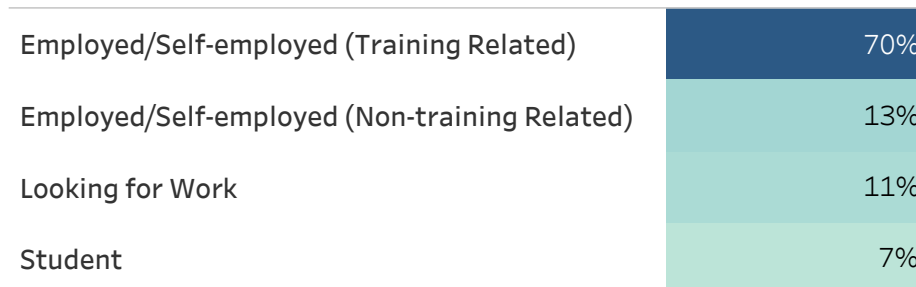 Employed/Self-employed (Training Related) 70%
Employed/Self-employed (Non-training Related) 13%
Looking for Work 11%
Student 7%